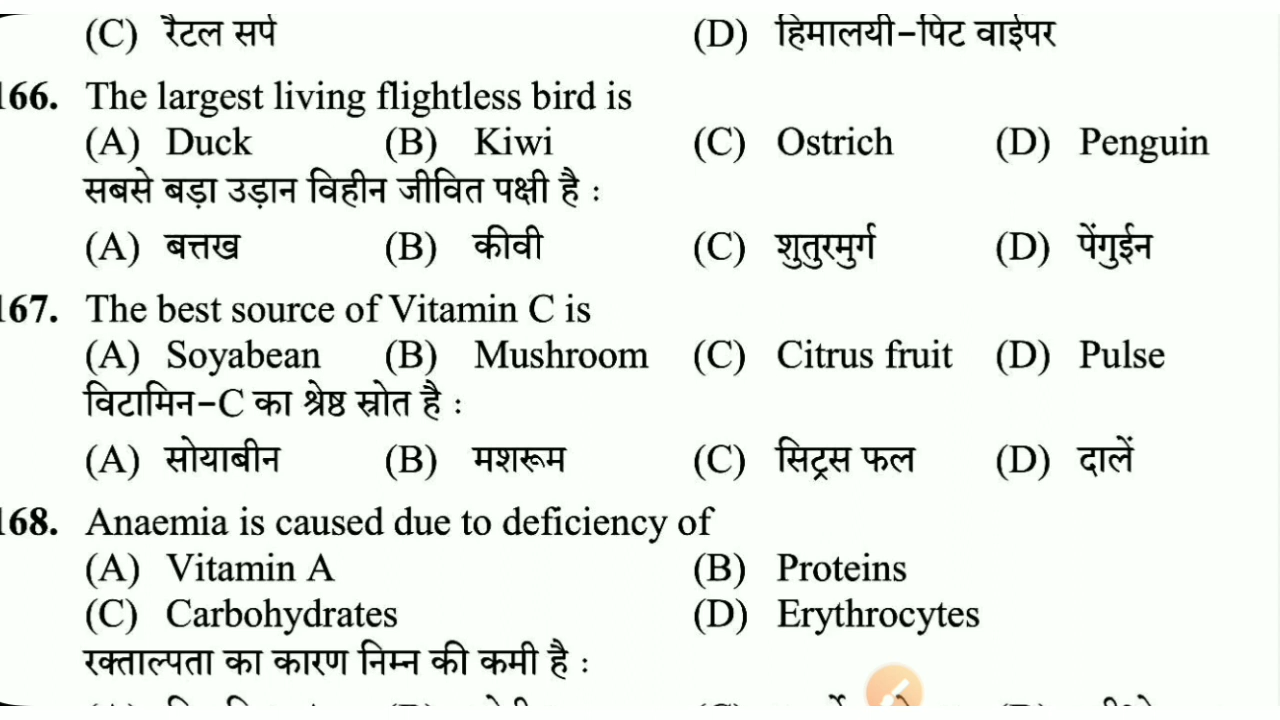 (C) रैटल सर्प (D) हिमालयी-पिट वाईपर
166. The largest living flightless bird is
(A) Duck (B) Kiwi (C) Ostrich (D) Penguin
सबसे बड़ा उड़ान विहीन जीवित पक्षी है :
(A) बत्तख (B) कीवी (C) शुतुरमुर्ग (D) पेंगुईन
167. The best source of Vitamin C is
(A) Soyabean (B) Mushroom (C) Citrus fruit (D) Pulse
विटामिन-C का श्रेष्ठ स्रोत है :
(A) सोयाबीन (B) मशरूम (C) सिट्रस फल (D) दालें
168. Anaemia is caused due to deficiency of
(A) Vitamin A (B) Proteins
(C) Carbohydrates (D) Erythrocytes
रक्ताल्पता का कारण निम्न की कमी है :